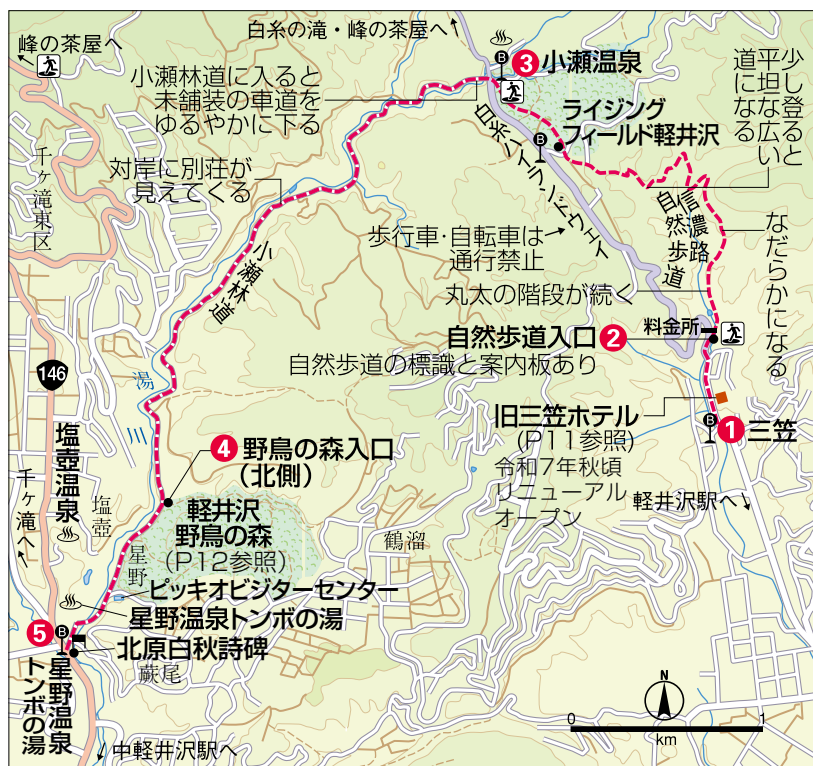 白糸の滝・峰の茶屋へ
峰の茶屋へ
B
3 小瀬温泉
小瀬林道に入ると
未舗装の車道を
ゆるやかに下る
少し登ると
平坦な広い
道になる
ライジング
フィールド軽井沢
B
千ヶ滝東区
対岸に別荘が
見えてくる
白糸ハイランドウェイ
信濃路
自然歩道
なだらかになる
小瀬林道
歩行車・自転車は
通行禁止
丸太の階段が続く
料金所
自然歩道入口 2
自然歩道の標識と案内板あり
146
湯川
旧三笠ホテル
(P11参照)
令和7年秋頃
リニューアル
オープン
B
1 三笠
塩壺温泉
4 野鳥の森入口
(北側)
軽井沢駅へ
千ヶ滝へ
塩壺
軽井沢
野鳥の森
(P12参照)
鶴溜
星野
ピッキオビジターセンター
星野温泉トンボの湯
5
B
北原白秋詩碑
蕨尾
星野温泉
トンボの湯
中軽井沢駅へ
N
0 1
km